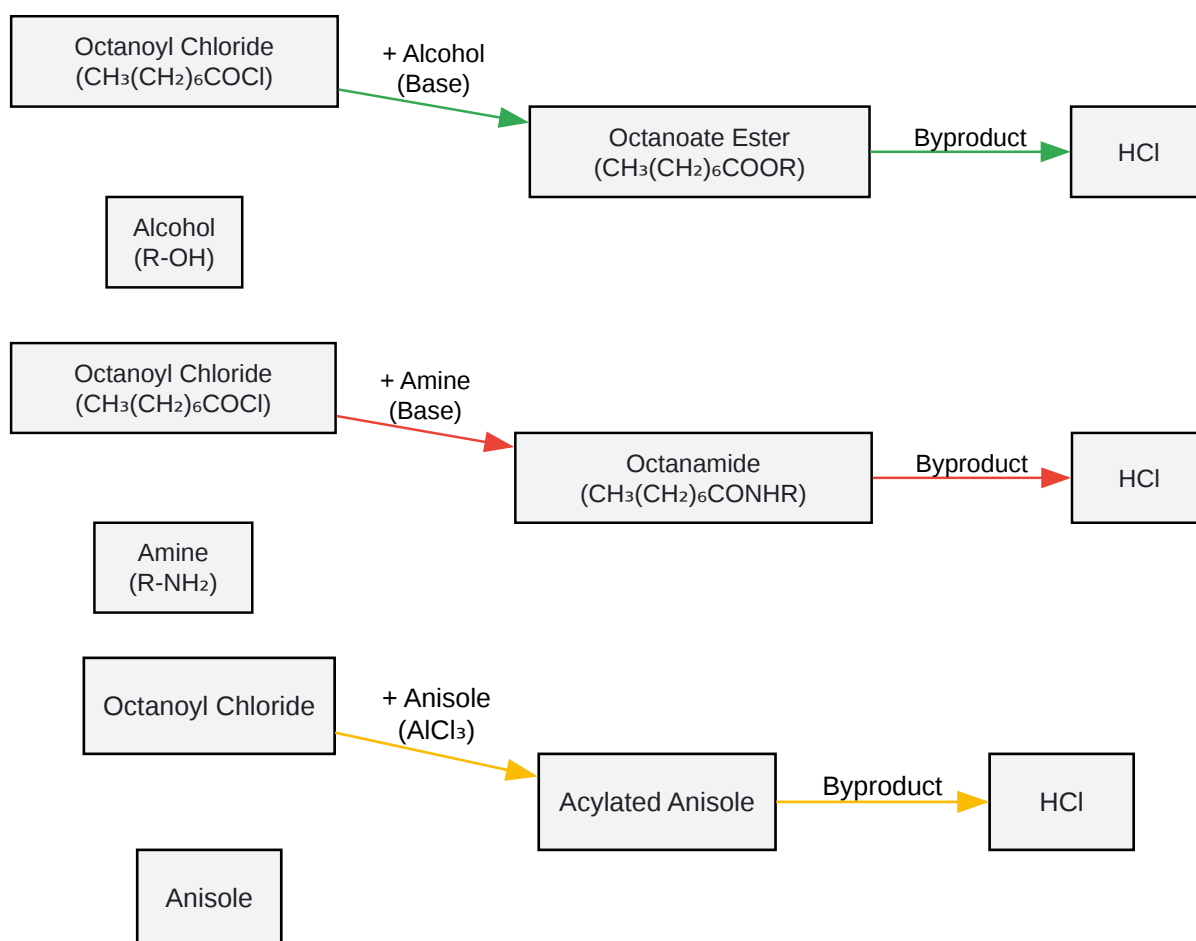 Octanoyl Chloride
(CH₃(CH₂)₆COCl)
+ Alcohol
(Base)
Octanoate Ester
(CH₃(CH₂)₆COOR)
Byproduct
HCl
Alcohol
(R-OH)
Octanoyl Chloride
(CH₃(CH₂)₆COCl)
+ Amine
(Base)
Octanamide
(CH₃(CH₂)₆CONHR)
Byproduct
HCl
Amine
(R-NH₂)
Octanoyl Chloride
+ Anisole
(AlCl₃)
Acylated Anisole
Byproduct
HCl
Anisole